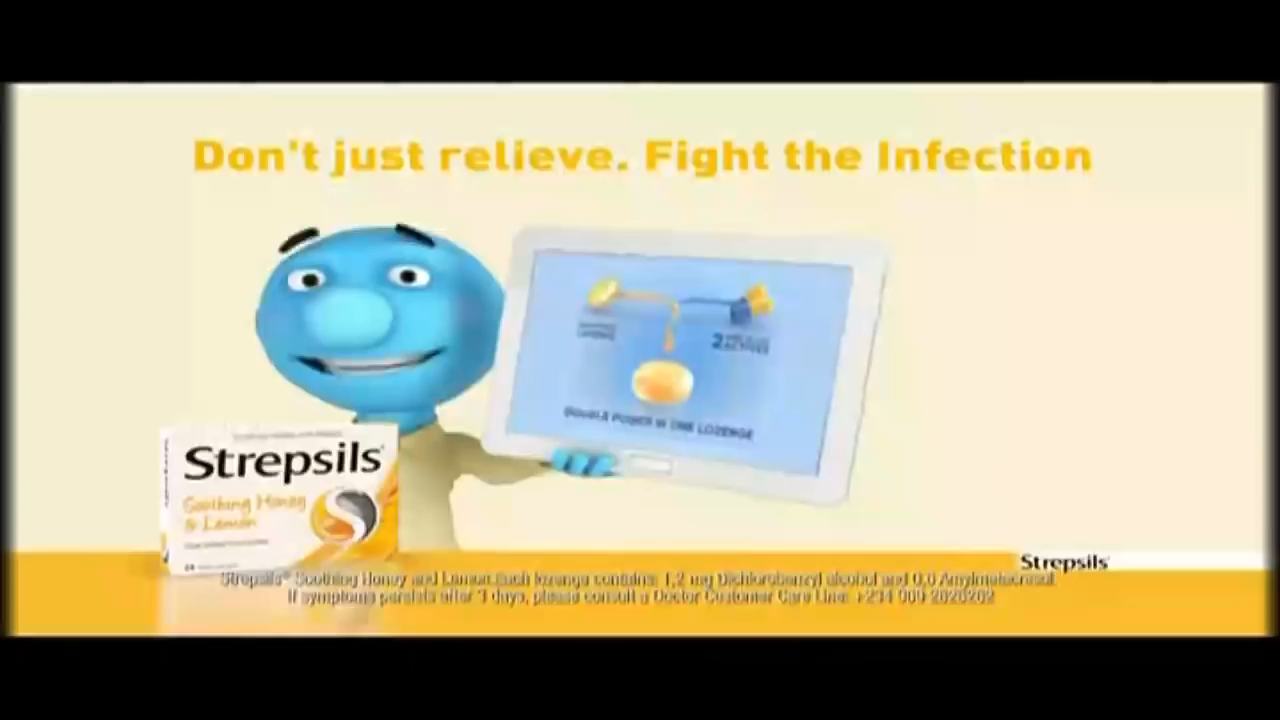 Don't just relieve. Fight the Infection
2
DOUBLE POWER IN ONE LOZENGE
Strepsils
Soothing Honey
& Lemon
Strepsils
Strepsils® Soothing Honey and Lemon Each lozenge contains 1,2 mg Dichlorobenzyl alcohol and 0,6 Amylmetacresol
If symptoms persists after 3 days, please consult a Doctor Customer Care Line: +234